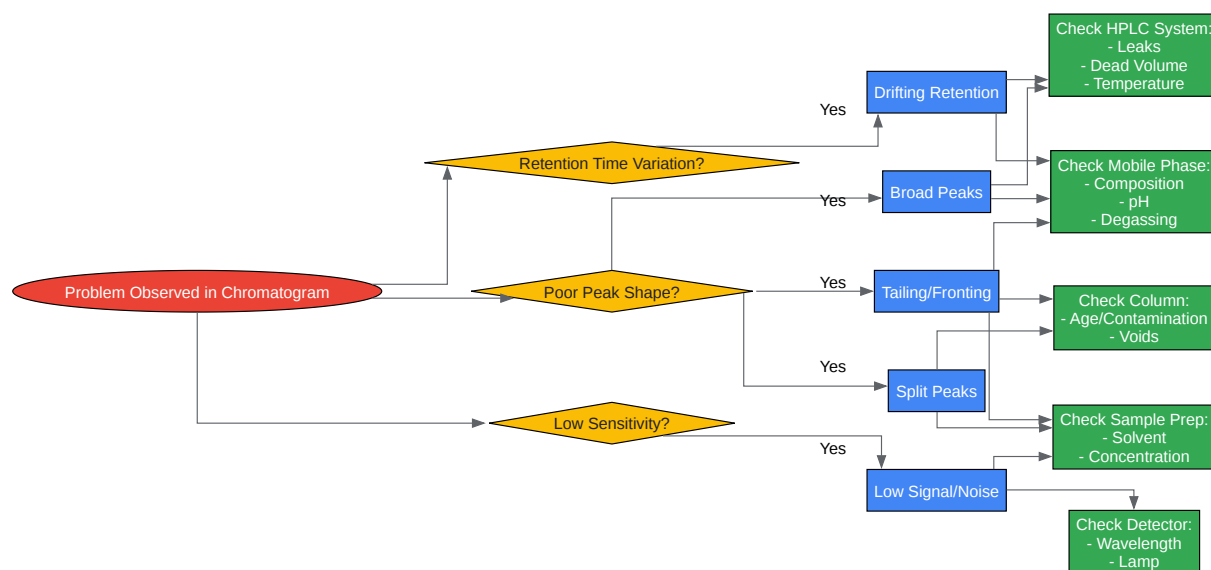 Check HPLC System:
- Leaks
- Dead Volume
- Temperature
Drifting Retention
Yes
Retention Time Variation?
Check Mobile Phase:
- Composition
- pH
- Degassing
Broad Peaks
Yes
Problem Observed in Chromatogram
Poor Peak Shape?
Yes
Tailing/Fronting
Check Column:
- Age/Contamination
- Voids
Yes
Split Peaks
Low Sensitivity?
Yes
Check Sample Prep:
- Solvent
- Concentration
Low Signal/Noise
Check Detector:
- Wavelength
- Lamp